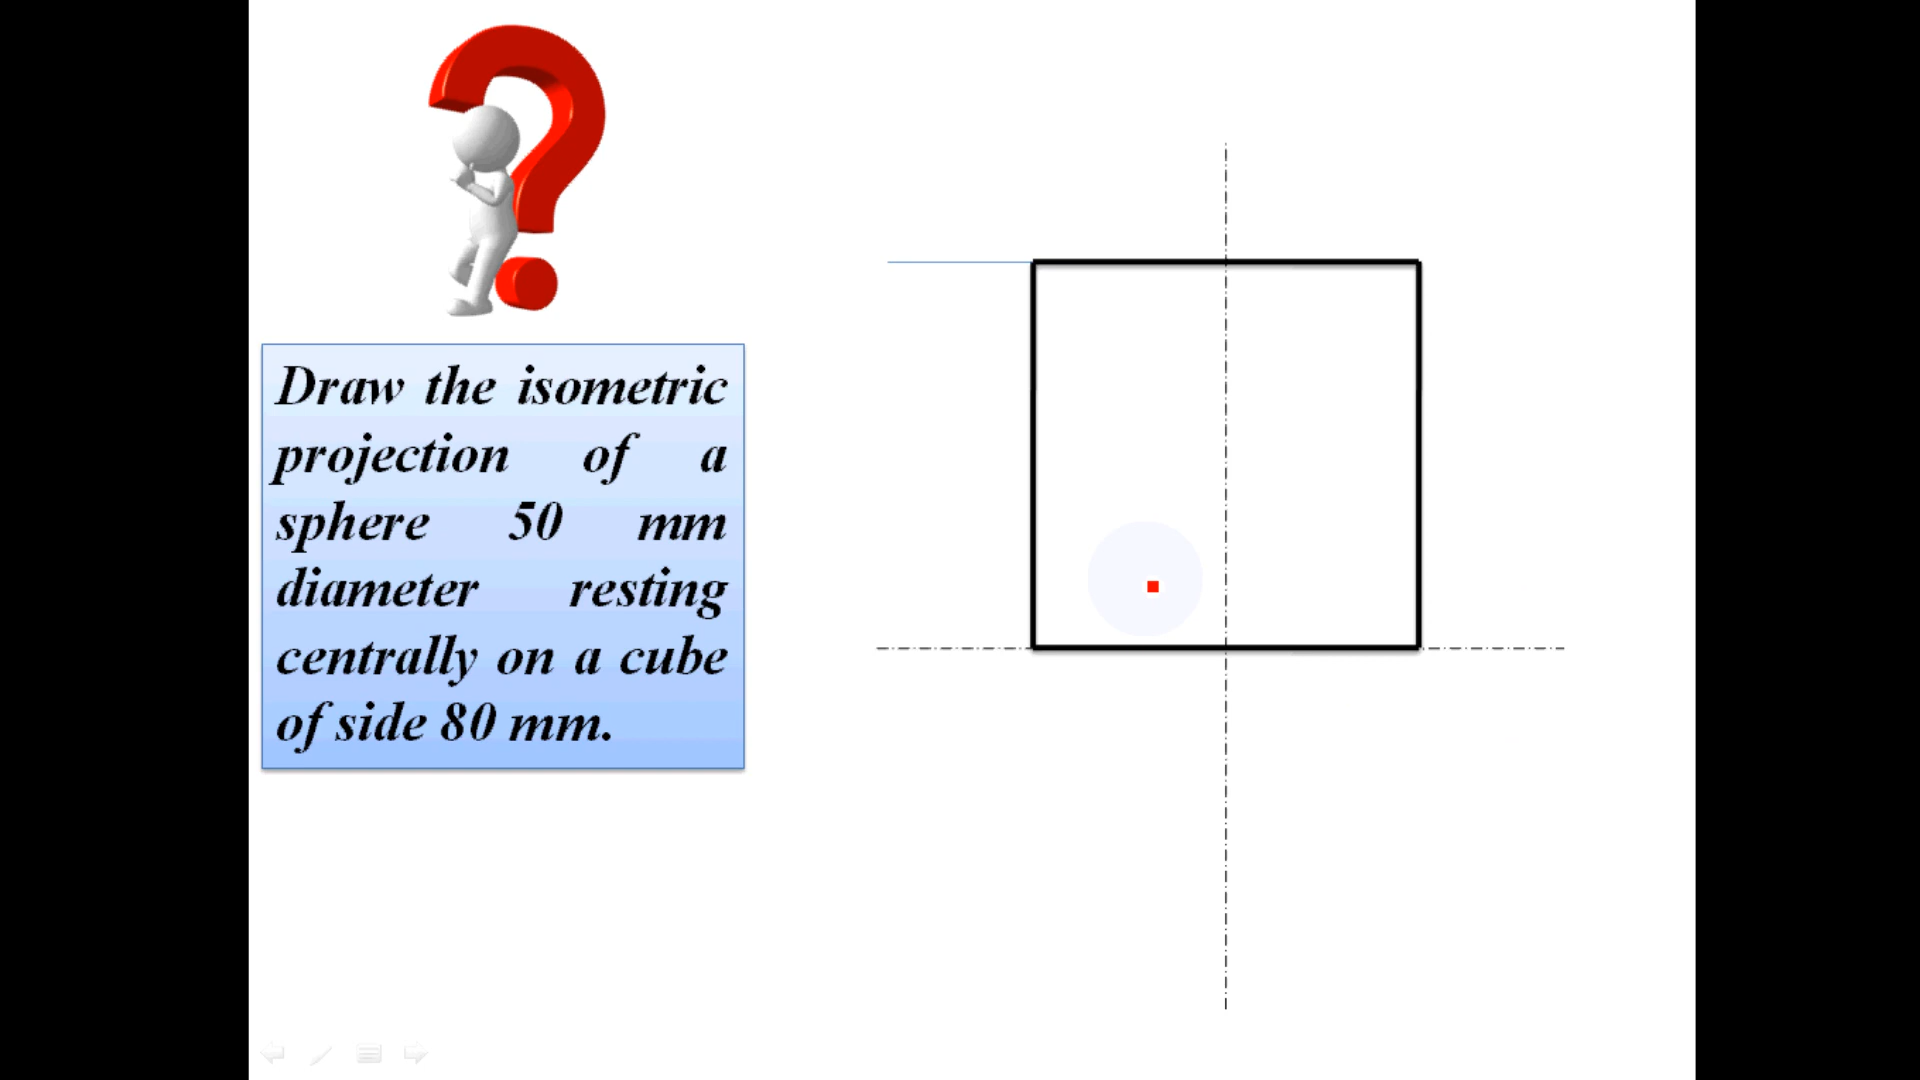 Draw the isometric
projection of a
sphere 50 mm
diameter resting
centrally on a cube
of side 80 mm.